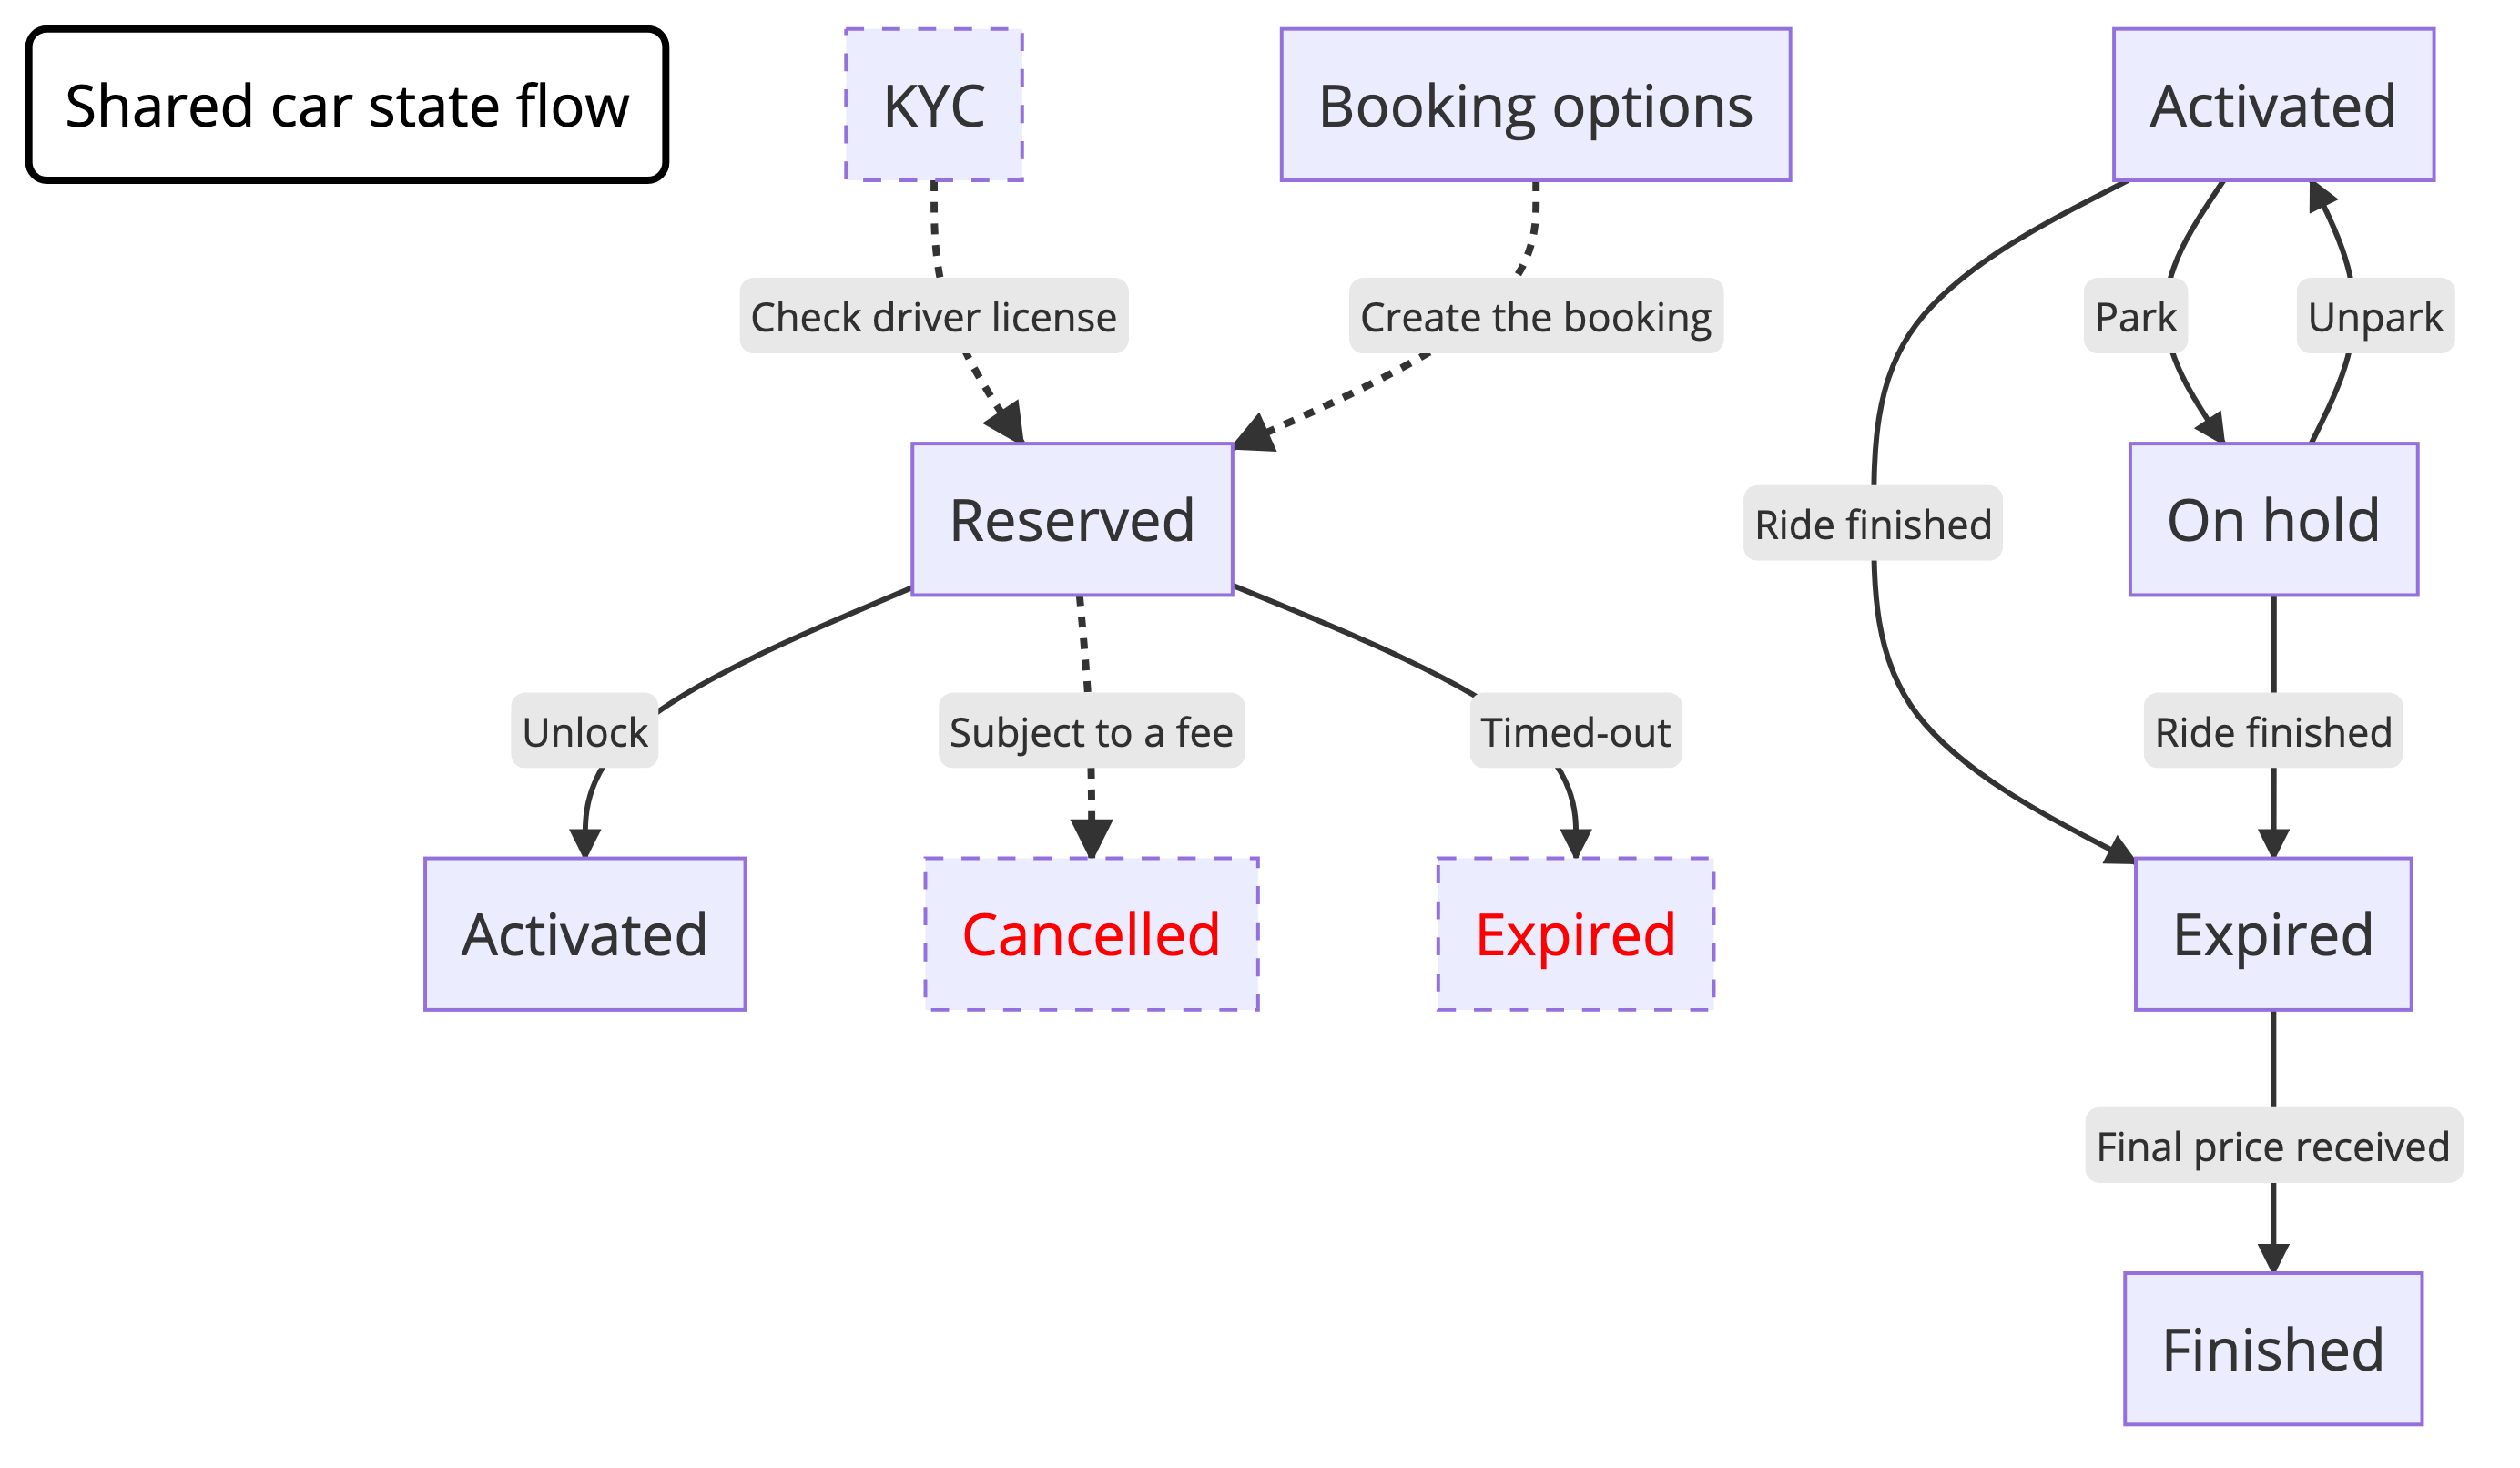 Shared car state flow
KYC
Booking options
Activated
Check driver license
Create the booking
Park
Unpark
Reserved
Ride finished
On hold
Unlock
Subject to a fee
Timed-out
Ride finished
Activated
Cancelled
Expired
Expired
Final price received
Finished